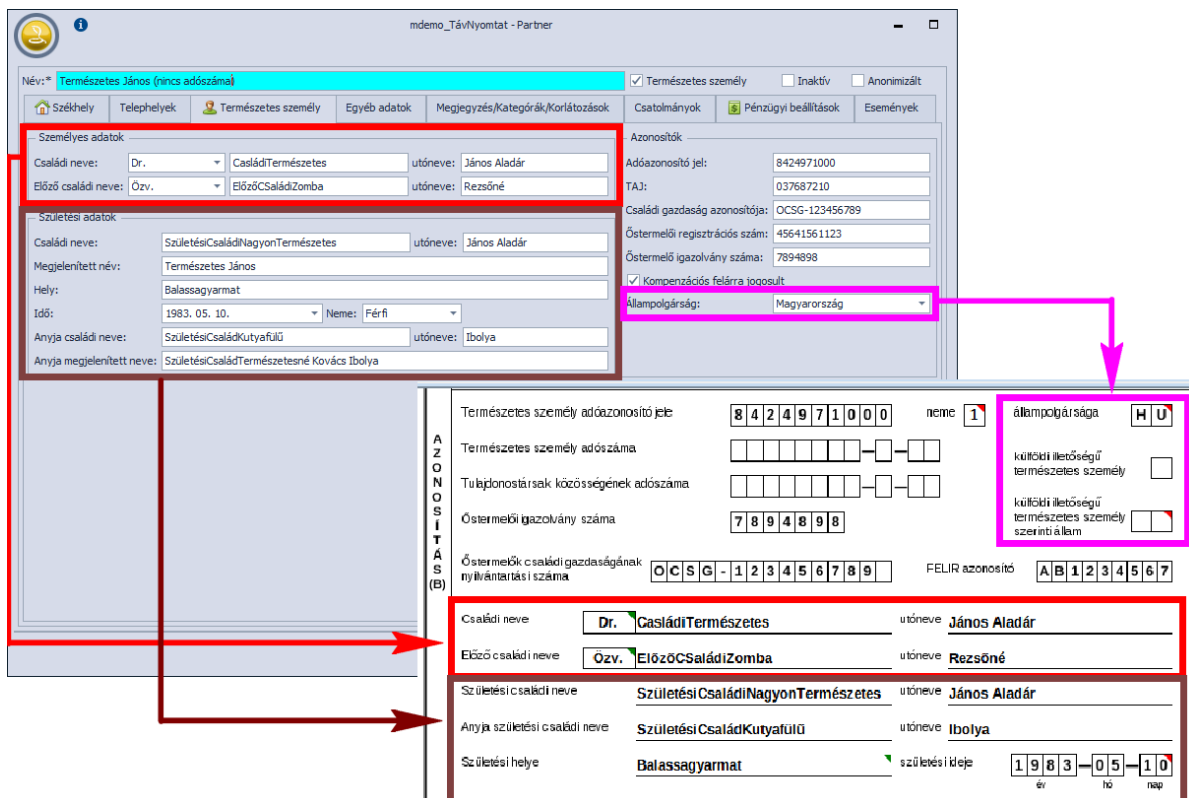 mdemo_TávNyomtat - Partner
Név:* Természetes János (nincs adószáma) Természetes személy Inaktív Anonimizált
Székhely Telephelyek Természetes személy Egyéb adatok Megjegyzés/Kategórák/Korlátozások Csatolmányok Pénzügyi beállítások Események
Személyes adatok
Családi neve: Dr. CasládiTermészetes utóneve: János Aladár
Előző családi neve: Özv. ElőzőCSaládiZomba utóneve: Rezsőné
Születési adatok
Családi neve: SzületésiCsaládiNagyonTermészetes utóneve: János Aladár
Megjelenített név: Természetes János
Hely: Balassagyarmat
Idő: 1983. 05. 10. Neme: Férfi
Anyja családi neve: SzületésiCsaládKutyafülű utóneve: Ibolya
Anyja megjelenített neve: SzületésiCsaládTermészetesné Kovács Ibolya
Azonosítók
Adóazonosító jel: 8424971000
TAJ: 037687210
Családi gazdaság azonosítója: OCSG-123456789
Őstermelői regisztrációs szám: 45641561123
Őstermelő igazolvány száma: 7894898
Kompenzációs felárra jogosult
Állampolgárság: Magyarország
AZONOSÍTÁS (B)
Természetes személy adóazonosító jele 8424971000 neme 1 állampolgársága HU
Természetes személy adószáma
külföldi illetőségű
természetes személy
Tulajdonostársak közösségének adószáma
külföldi illetőségű
természetes személy
szerinti állam
Őstermelői igazolvány száma 7894898
Őstermelők családi gazdaságának
nyilvántartási száma OCSG-123456789 FELIR azonosító AB1234567
Családi neve Dr. CasládiTermészetes utóneve János Aladár
Előző családi neve Özv. ElőzőCSaládiZomba utóneve Rezsőné
Születési családi neve SzületésiCsaládiNagyonTermészetes utóneve János Aladár
Anyja születési családi neve SzületésiCsaládKutyafülű utóneve Ibolya
Születési helye Balassagyarmat születési ideje 1983-05-10
év hó nap